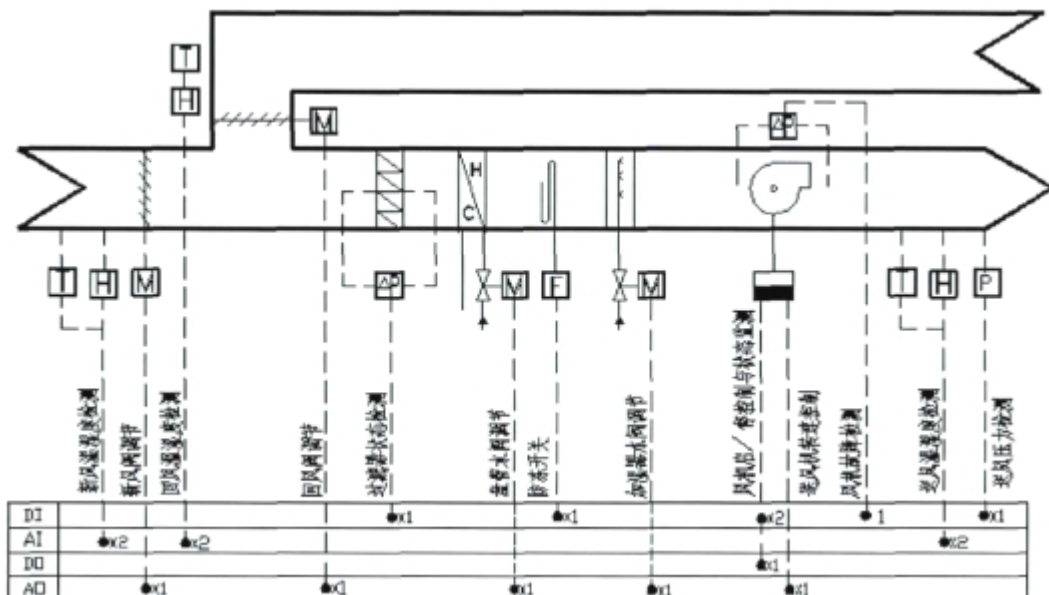 T
H
M
ΔP
H
C
T
H
M
ΔP
M
F
M
T
H
P
新风温湿度检测
新风阀调节
回风温湿度检测
回风阀调节
过滤器状态检测
盘管水阀调节
防冻开关
加湿器水阀调节
风机启/停控制与状态监测
送风机转速控制
风机故障检测
送风温湿度检测
送风压力检测
DI x1 x1 x2 1 x1
AI x2 x2 x2
DO x1
AO x1 x1 x1 x1 x1